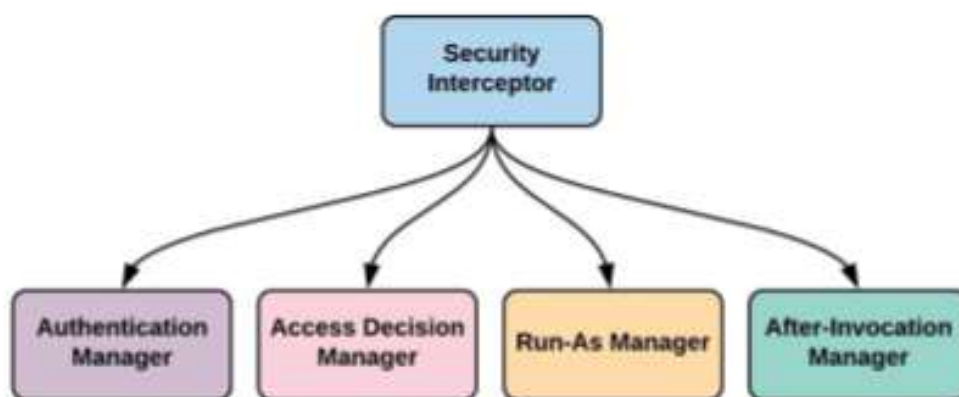 Security
Interceptor
Authentication
Manager
Access Decision
Manager
Run-As Manager
After-Invocation
Manager